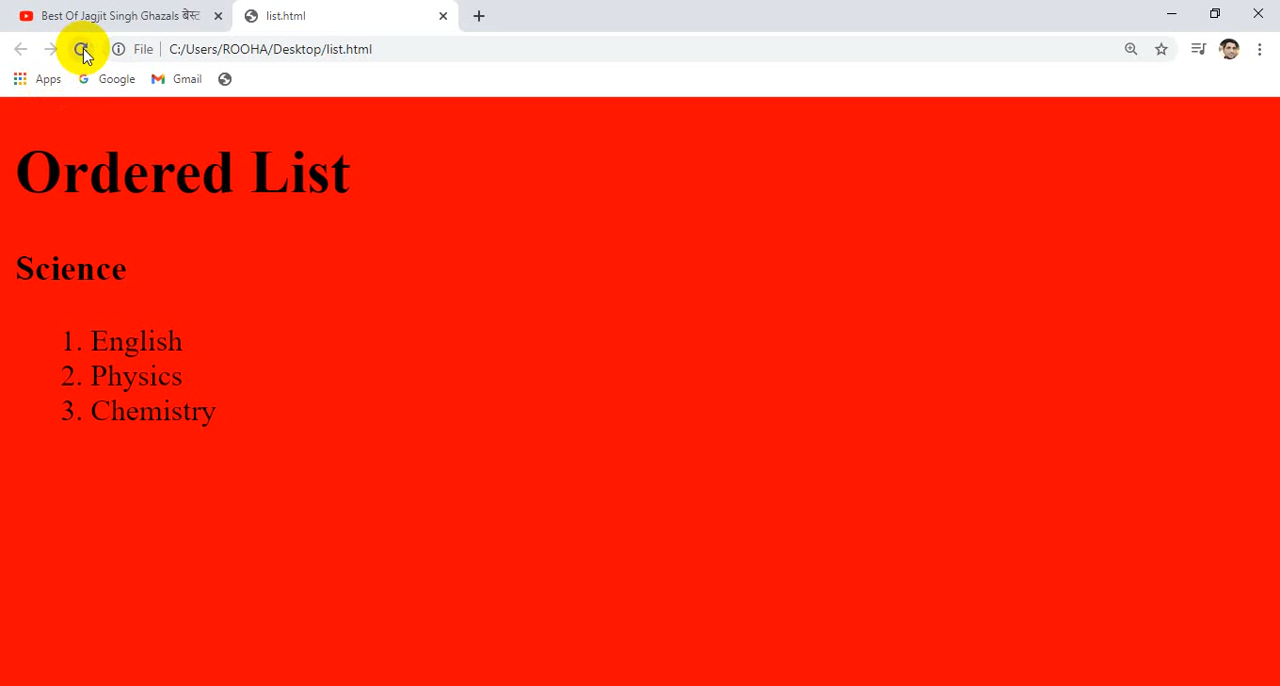 Best Of Jagjit Singh Ghazals बेस्ट
list.html
File
C:/Users/ROOHA/Desktop/list.html
Apps
Google
Gmail
Ordered List
Science
1. English
2. Physics
3. Chemistry